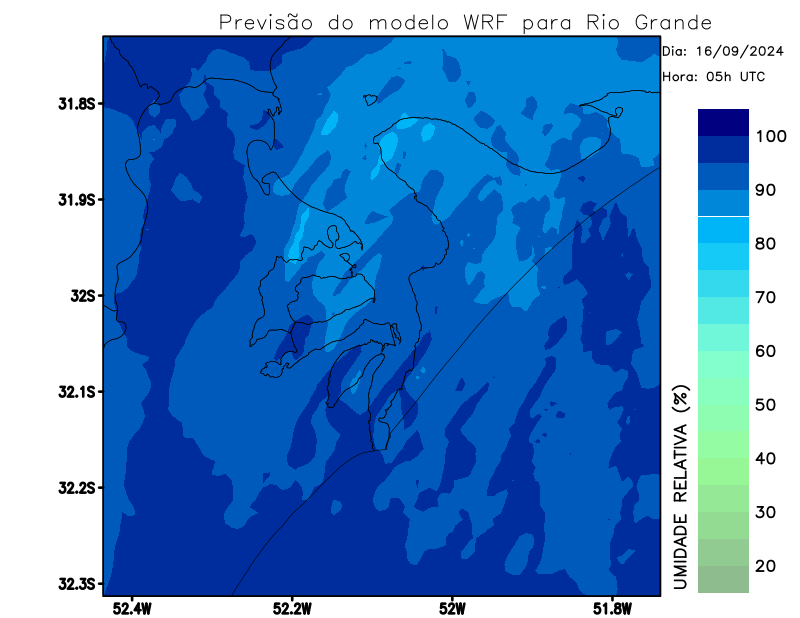 Previsão do modelo WRF para Rio Grande
Dia: 16/09/2024
Hora: 05h UTC
31.8S
31.9S
32S
32.1S
32.2S
32.3S
52.4W
52.2W
52W
51.8W
100
90
80
70
60
50
40
30
20
UMIDADE RELATIVA (%)